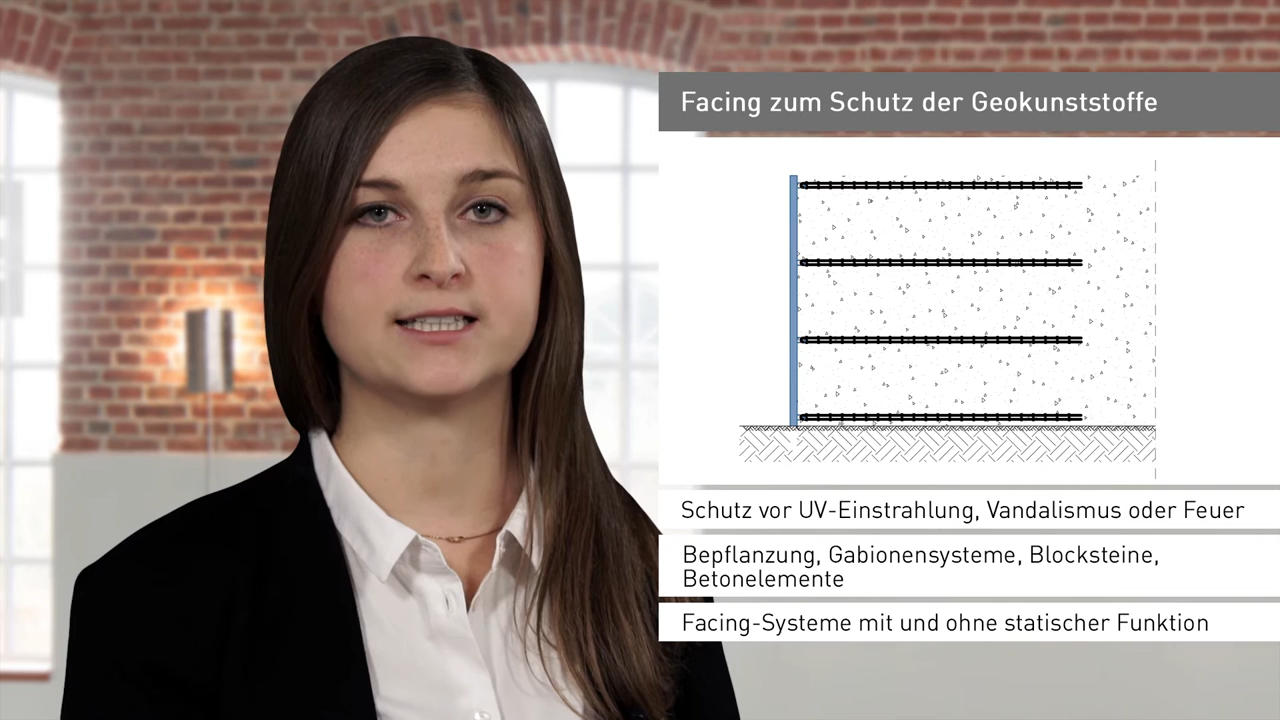 Facing zum Schutz der Geokunststoffe
Schutz vor UV-Einstrahlung, Vandalismus oder Feuer
Bepflanzung, Gabionensysteme, Blocksteine,
Betonelemente
Facing-Systeme mit und ohne statischer Funktion